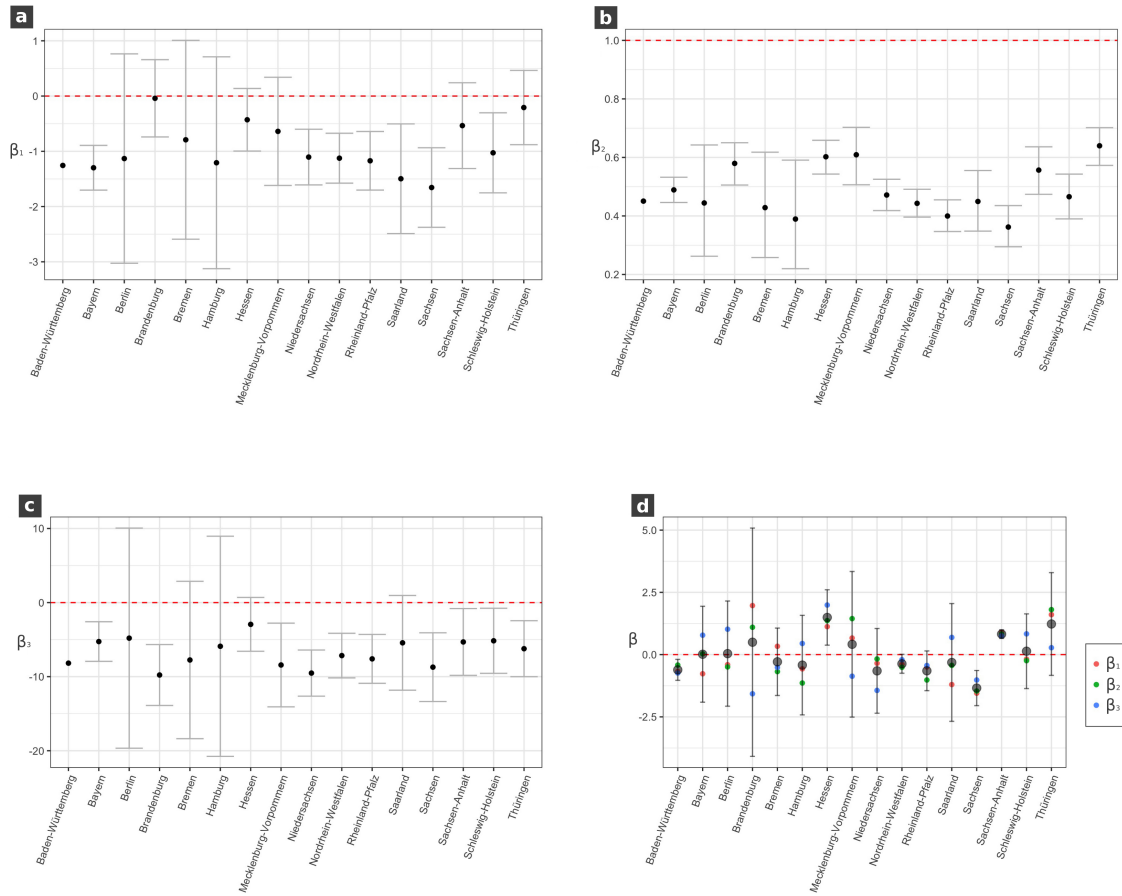 a
β1
1
0
-1
-2
-3
Baden-Württemberg
Bayern
Berlin
Brandenburg
Bremen
Hamburg
Hessen
Mecklenburg-Vorpommern
Niedersachsen
Nordrhein-Westfalen
Rheinland-Pfalz
Saarland
Sachsen
Sachsen-Anhalt
Schleswig-Holstein
Thüringen
b
β2
1.0
0.8
0.6
0.4
0.2
Baden-Württemberg
Bayern
Berlin
Brandenburg
Bremen
Hamburg
Hessen
Mecklenburg-Vorpommern
Niedersachsen
Nordrhein-Westfalen
Rheinland-Pfalz
Saarland
Sachsen
Sachsen-Anhalt
Schleswig-Holstein
Thüringen
c
β3
10
0
-10
-20
Baden-Württemberg
Bayern
Berlin
Brandenburg
Bremen
Hamburg
Hessen
Mecklenburg-Vorpommern
Niedersachsen
Nordrhein-Westfalen
Rheinland-Pfalz
Saarland
Sachsen
Sachsen-Anhalt
Schleswig-Holstein
Thüringen
d
β
5.0
2.5
0.0
-2.5
Baden-Württemberg
Bayern
Berlin
Brandenburg
Bremen
Hamburg
Hessen
Mecklenburg-Vorpommern
Niedersachsen
Nordrhein-Westfalen
Rheinland-Pfalz
Saarland
Sachsen
Sachsen-Anhalt
Schleswig-Holstein
Thüringen
β1
β2
β3